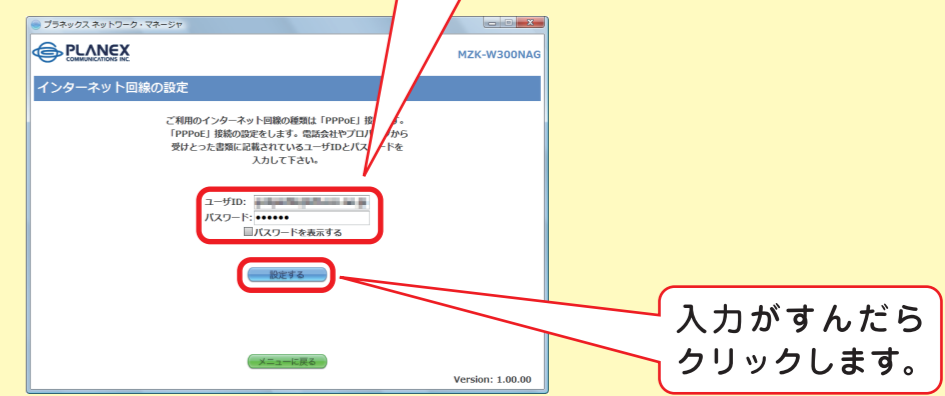 プラネックス ネットワーク・マネージャ
PLANEX
COMMUNICATIONS INC.
MZK-W300NAG
インターネット回線の設定
ご利用のインターネット回線の種類は「PPPoE」接 す。
「PPPoE」接続の設定をします。電話会社やプロバ から
受けとった書類に記載されているユーザIDとパス ードを
入力して下さい。
ユーザID:
パスワード: ••••••
パスワードを表示する
設定する
入力がすんだら
クリックします。
メニューに戻る
Version: 1.00.00